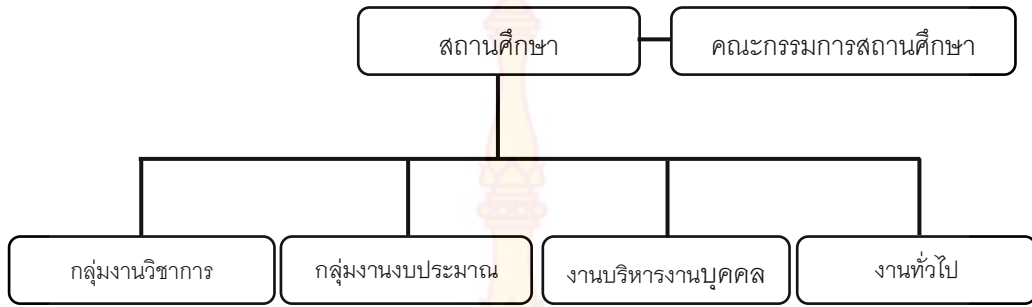 สถานศึกษา
คณะกรรมการสถานศึกษา
กลุ่มงานวิชาการ
กลุ่มงานงบประมาณ
งานบริหารงานบุคคล
งานทั่วไป